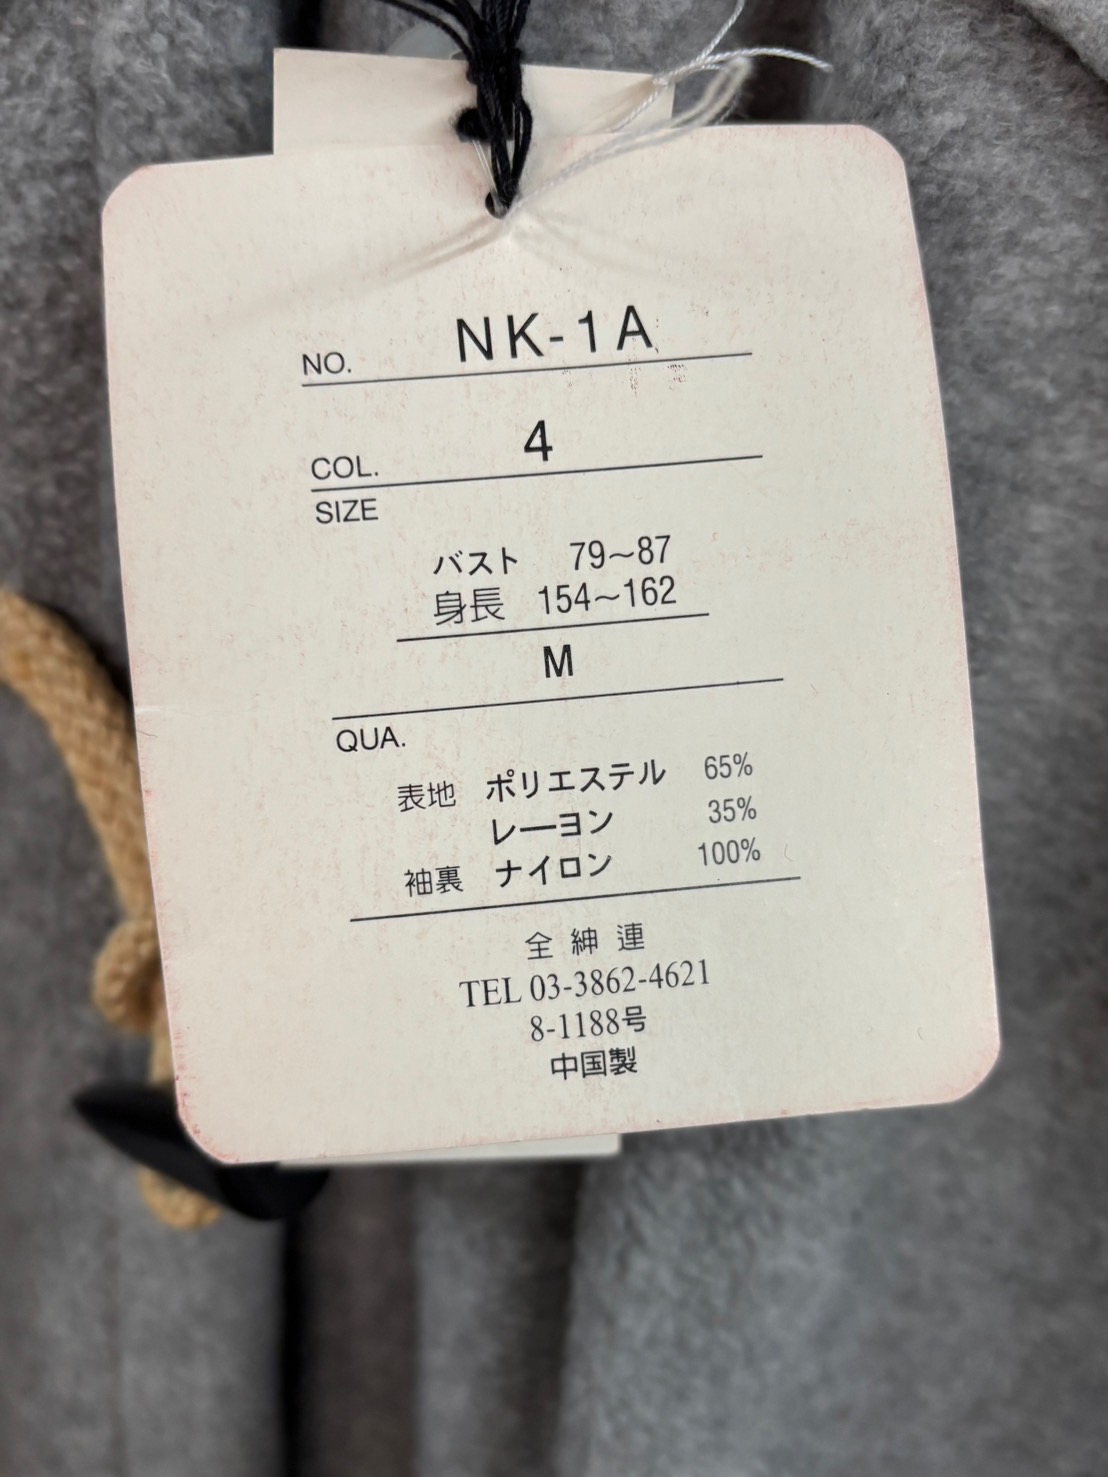 NO. NK-1A
COL. 4
SIZE
バスト 79~87
身長 154~162
M
QUA.
表地 ポリエステル 65%
レーヨン 35%
袖裏 ナイロン 100%
全紳連
TEL 03-3862-4621
8-1188号
中国製